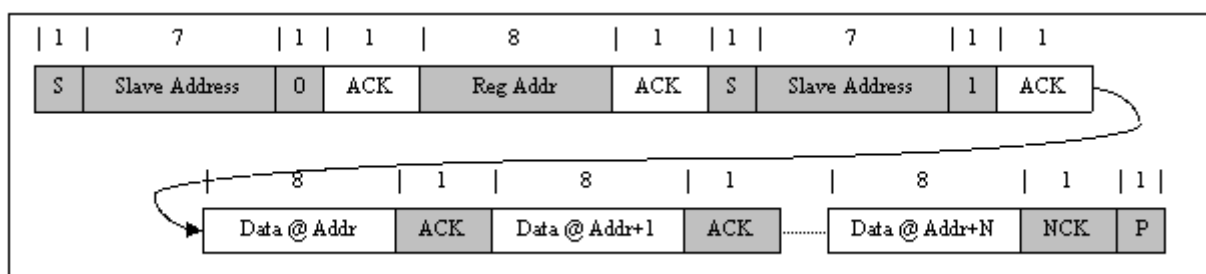 | 1 | 7 | 1 | 1 | 8 | 1 | 1 | 7 | 1 | 1
S Slave Address 0 ACK Reg Addr ACK S Slave Address 1 ACK
| 8 | 1 | 8 | 1 | 8 | 1 | 1 |
Data @ Addr ACK Data @ Addr+1 ACK ........... Data @ Addr+N NCK P